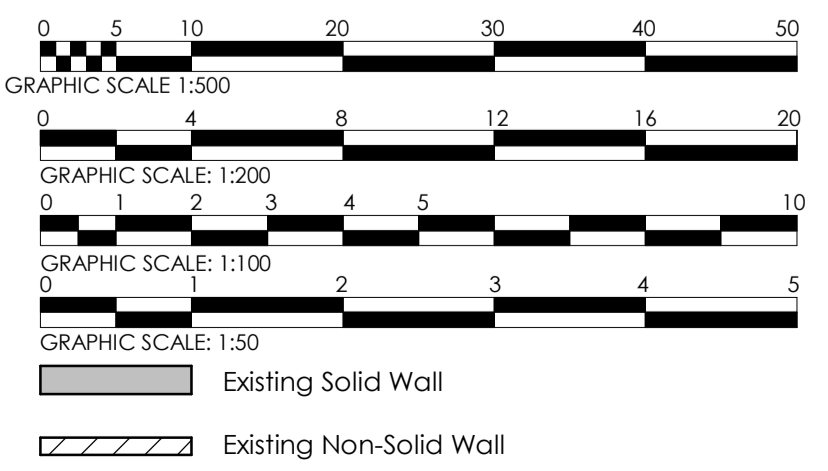 0 5 10 20 30 40 50
GRAPHIC SCALE 1:500
0 4 8 12 16 20
GRAPHIC SCALE: 1:200
0 1 2 3 4 5 10
GRAPHIC SCALE: 1:100
0 1 2 3 4 5
GRAPHIC SCALE: 1:50
Existing Solid Wall
Existing Non-Solid Wall